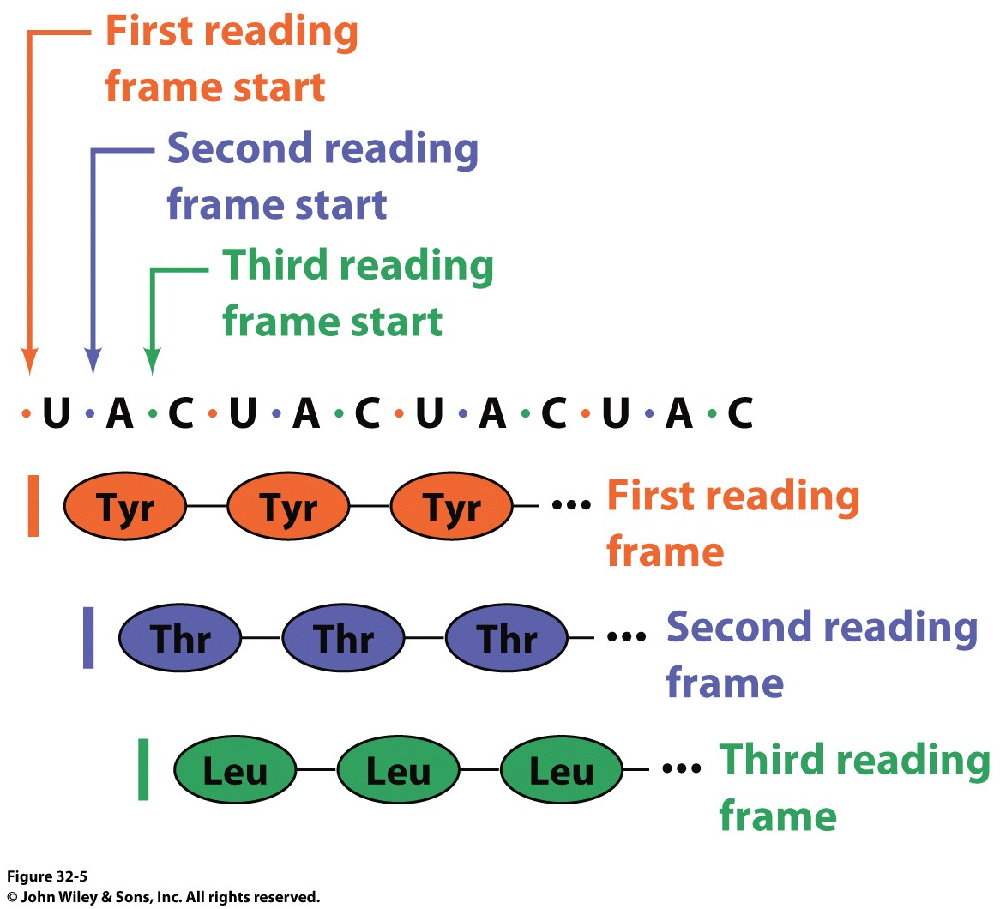 First reading
frame start
Second reading
frame start
Third reading
frame start
· U · A · C · U · A · C · U · A · C · U · A · C
Tyr Tyr Tyr ••• First reading
frame
Thr Thr Thr ••• Second reading
frame
Leu Leu Leu ••• Third reading
frame
Figure 32-5
© John Wiley & Sons, Inc. All rights reserved.